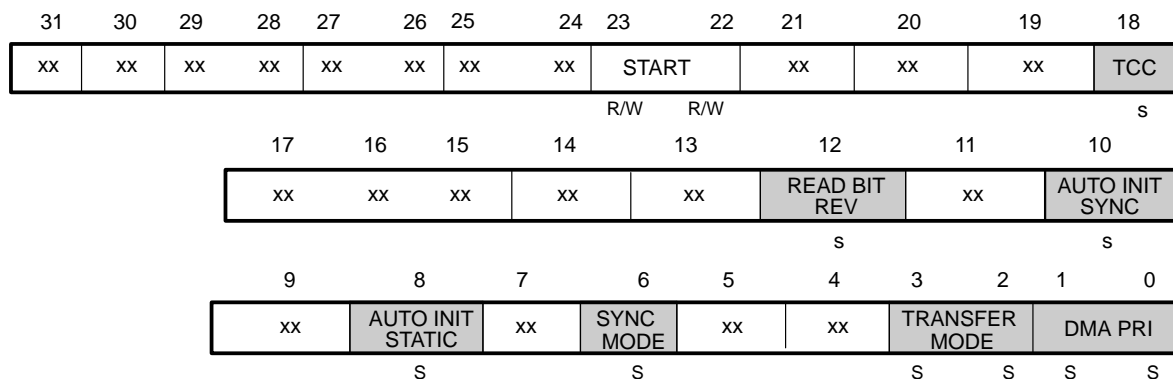 31 30 29 28 27 26 25 24 23 22 21 20 19 18
xx xx xx xx xx xx xx xx START xx xx xx TCC
R/W R/W s
17 16 15 14 13 12 11 10
xx xx xx xx xx READ BIT REV xx AUTO INIT SYNC
s s
9 8 7 6 5 4 3 2 1 0
xx AUTO INIT STATIC xx SYNC MODE xx xx TRANSFER MODE DMA PRI
S S S S S S